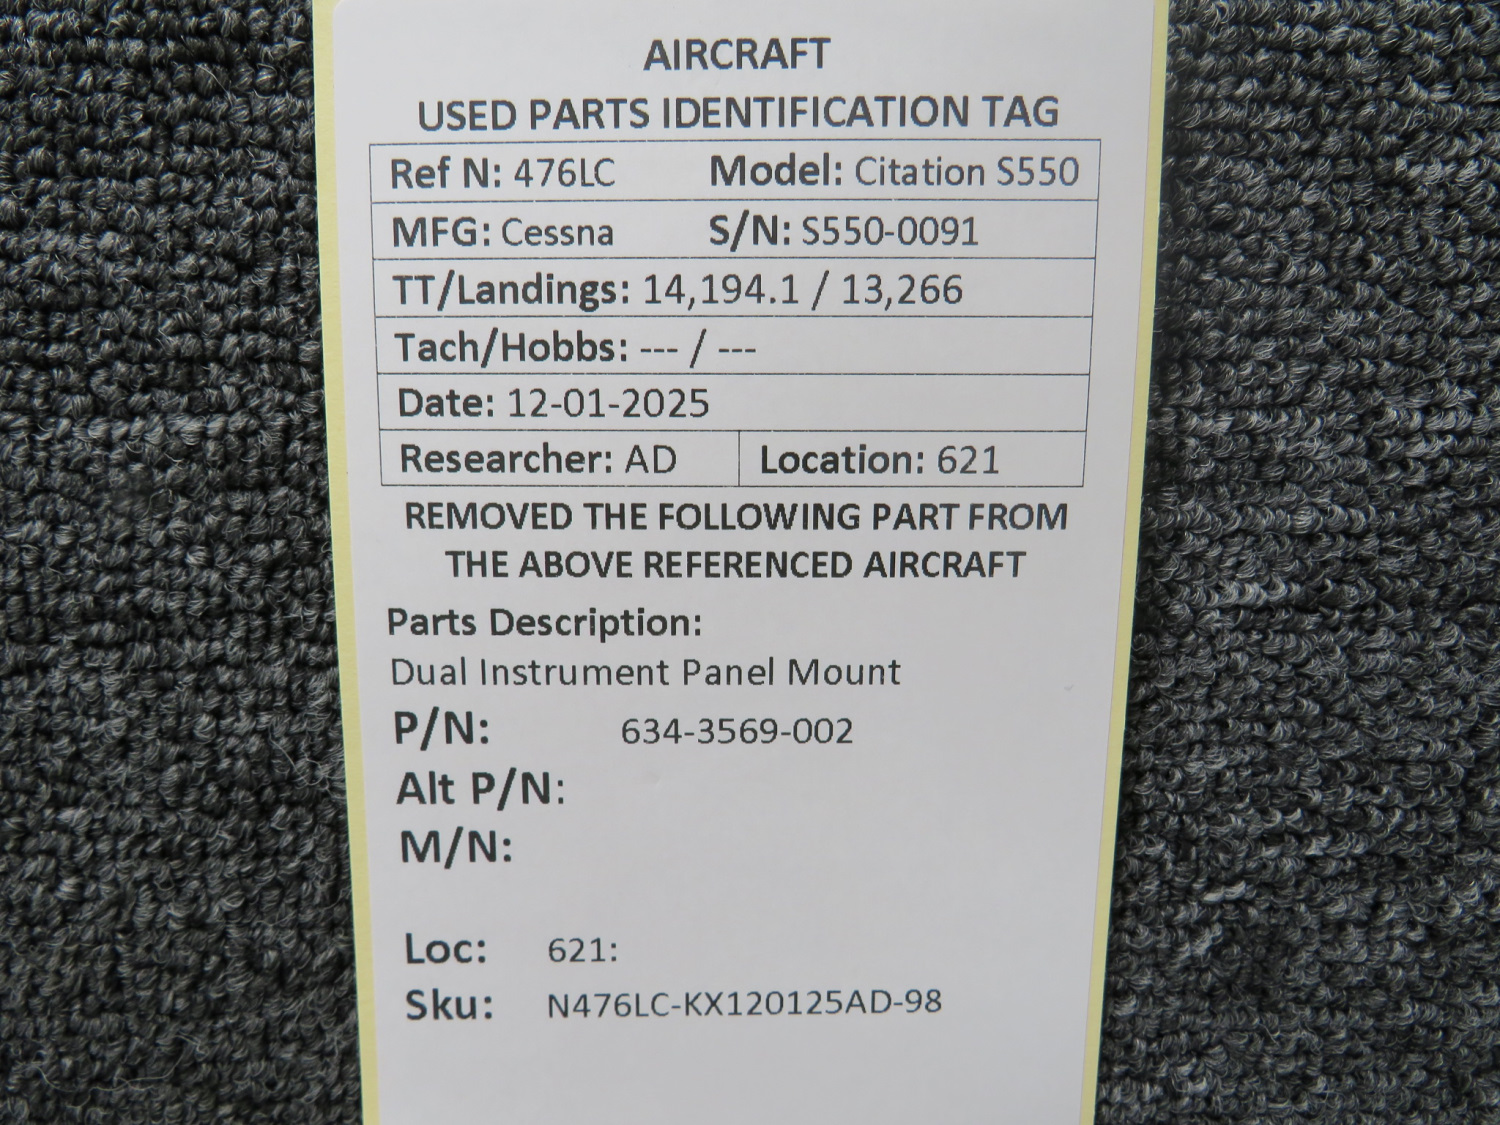 AIRCRAFT
USED PARTS IDENTIFICATION TAG
Ref N: 476LC Model: Citation S550
MFG: Cessna S/N: S550-0091
TT/Landings: 14,194.1 / 13,266
Tach/Hobbs: --- / ---
Date: 12-01-2025
Researcher: AD Location: 621
REMOVED THE FOLLOWING PART FROM
THE ABOVE REFERENCED AIRCRAFT
Parts Description:
Dual Instrument Panel Mount
P/N: 634-3569-002
Alt P/N:
M/N:
Loc: 621:
Sku: N476LC-KX120125AD-98